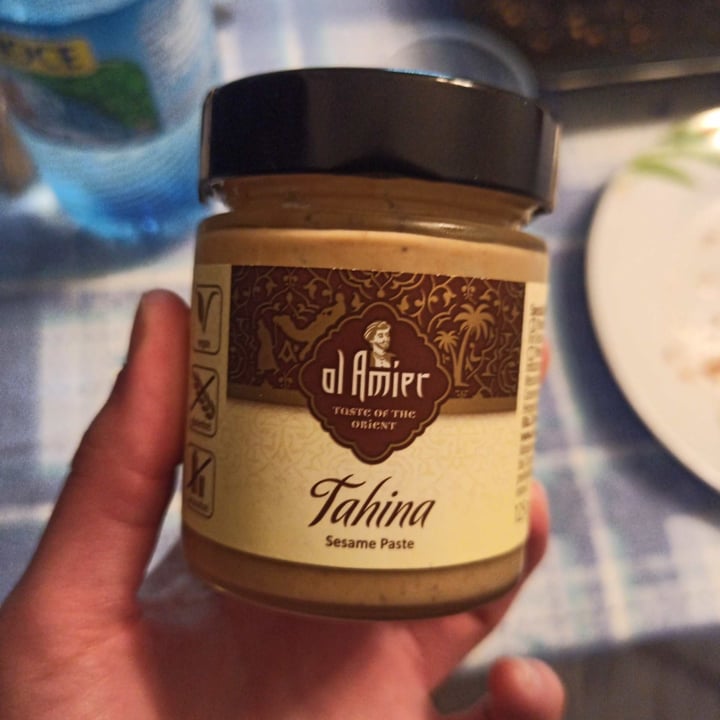 al Amier
TASTE OF THE
ORIENT
Tahina
Sesame Paste